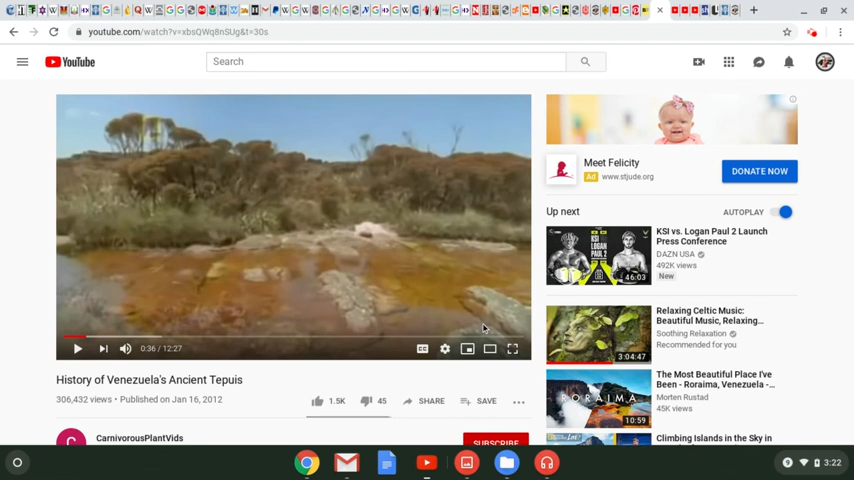 youtube.com/watch?v=xbsQWq8nSUg&t=30s
YouTube
Search
Meet Felicity
Ad www.stjude.org
DONATE NOW
Up next
AUTOPLAY
KSI vs. Logan Paul 2 Launch
Press Conference
DAZN USA
492K views
New
46:03
Relaxing Celtic Music:
Beautiful Music, Relaxing...
Soothing Relaxation
Recommended for you
3:04:47
The Most Beautiful Place I've
Been - Roraima, Venezuela -...
Morten Rustad
45K views
RORAIMA
10:59
Climbing Islands in the Sky in
0:36 / 12:27
CC
History of Venezuela's Ancient Tepuis
306,432 views • Published on Jan 16, 2012
1.5K
45
SHARE
SAVE
C
CarnivorousPlantVids
SUBSCRIBE
9
3:22